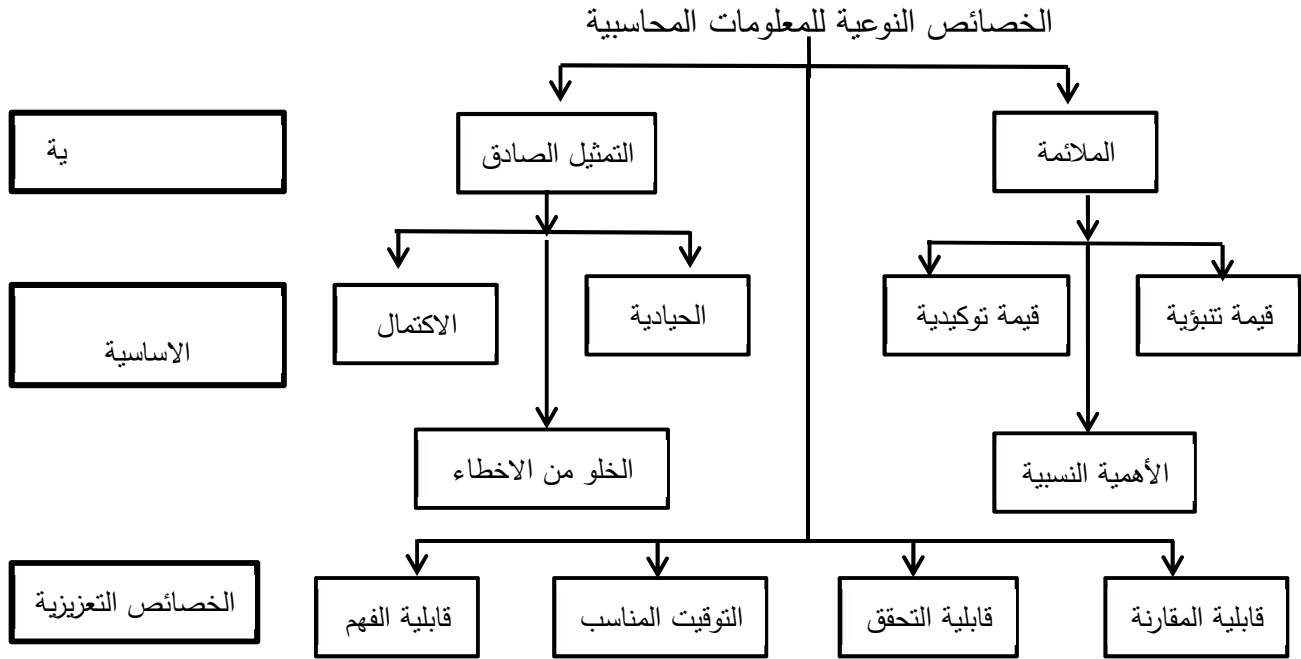 الخصائص النوعية للمعلومات المحاسبية
الملائمة
التمثيل الصادق
ية
قيمة تنبؤية
قيمة توكيدية
الحيادية
الاكتمال
الاساسية
الأهمية النسبية
الخلو من الاخطاء
قابلية المقارنة
قابلية التحقق
التوقيت المناسب
قابلية الفهم
الخصائص التعزيزية